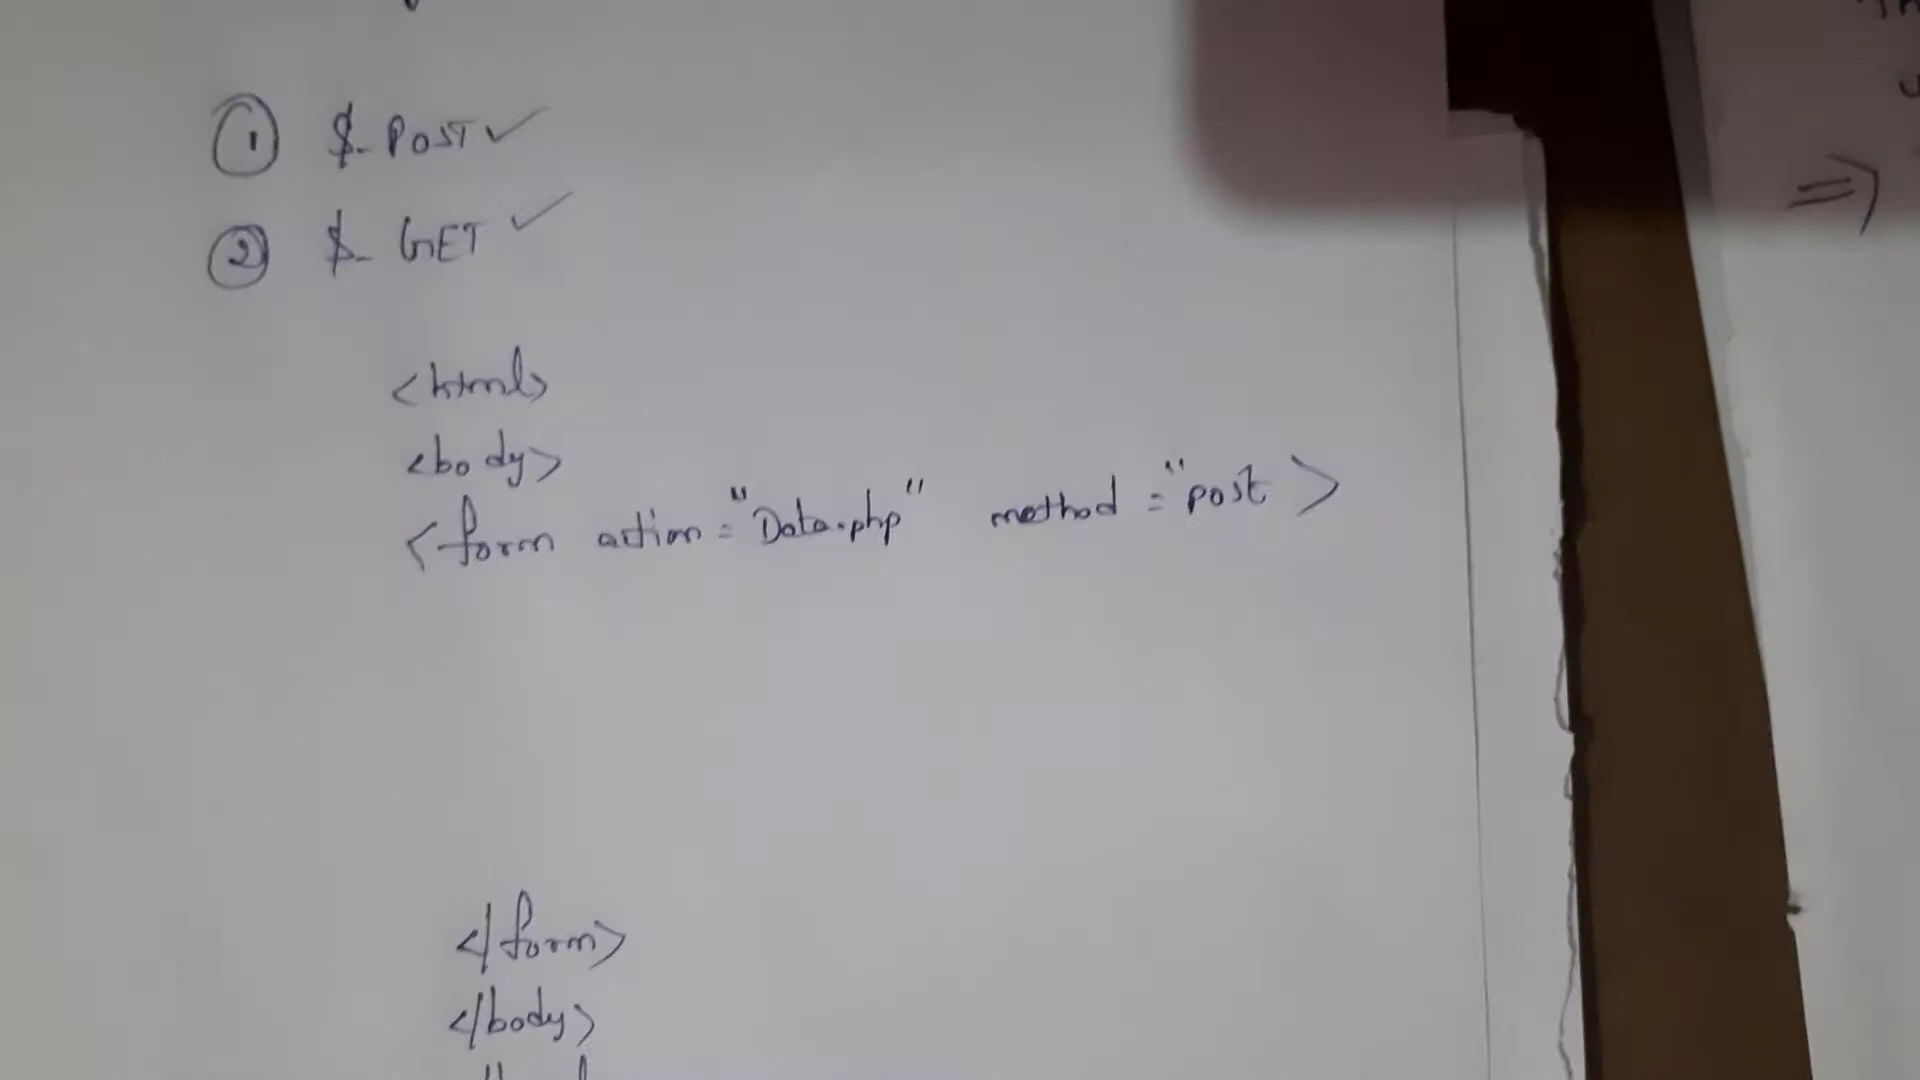 ① $_POST ✓
② $_GET ✓
<html>
<body>
<form action="Data.php" method="post>
</form>
</body>
⇒